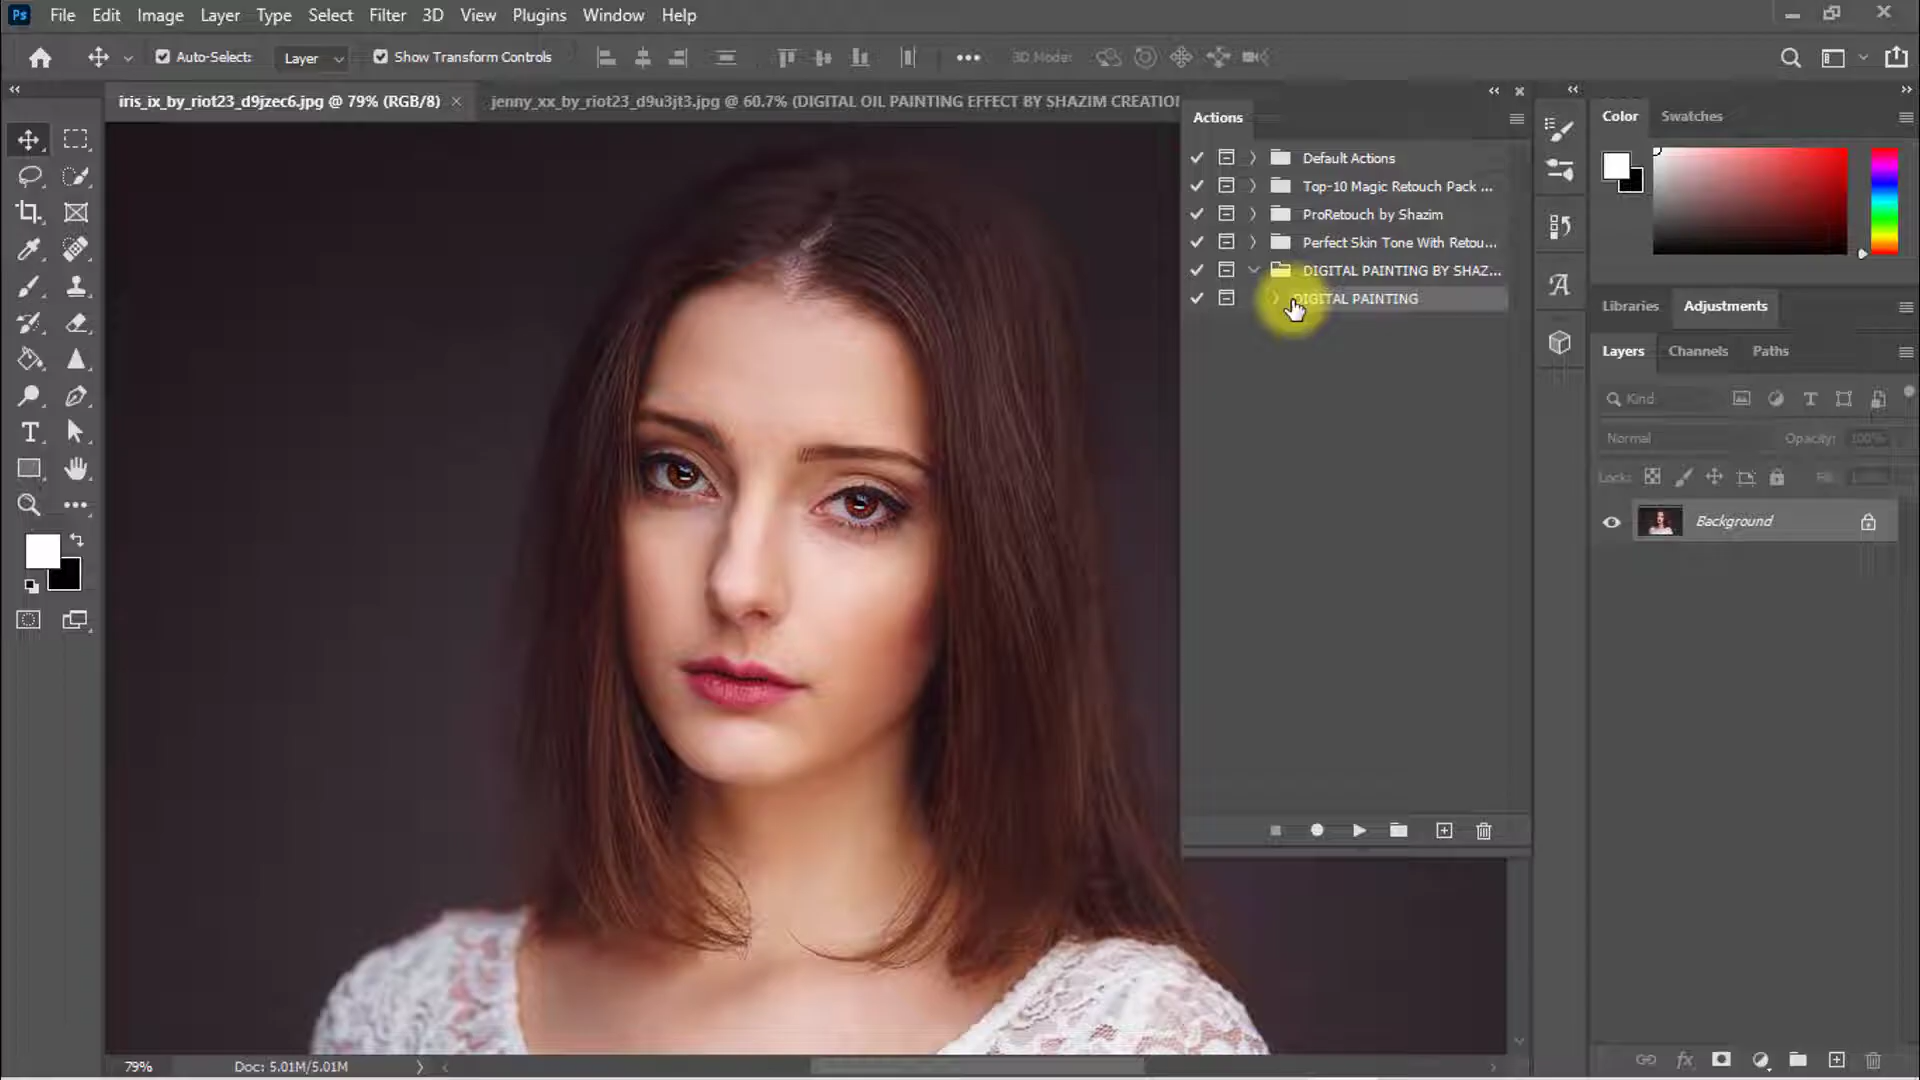 Ps File Edit Image Layer Type Select Filter 3D View Plugins Window Help
Auto-Select: Layer Show Transform Controls 3D Mode:
iris_ix_by_riot23_d9jzec6.jpg @ 79% (RGB/8) × jenny_xx_by_riot23_d9u3jt3.jpg @ 60.7% (DIGITAL OIL PAINTING EFFECT BY SHAZIM CREATIO
Actions
Default Actions
Top-10 Magic Retouch Pack ...
ProRetouch by Shazim
Perfect Skin Tone With Retou...
DIGITAL PAINTING BY SHAZ...
DIGITAL PAINTING
Color Swatches
Libraries Adjustments
Layers Channels Paths
Kind
Normal Opacity: 100%
Lock: Fill:
Background
79% Doc: 5.01M/5.01M